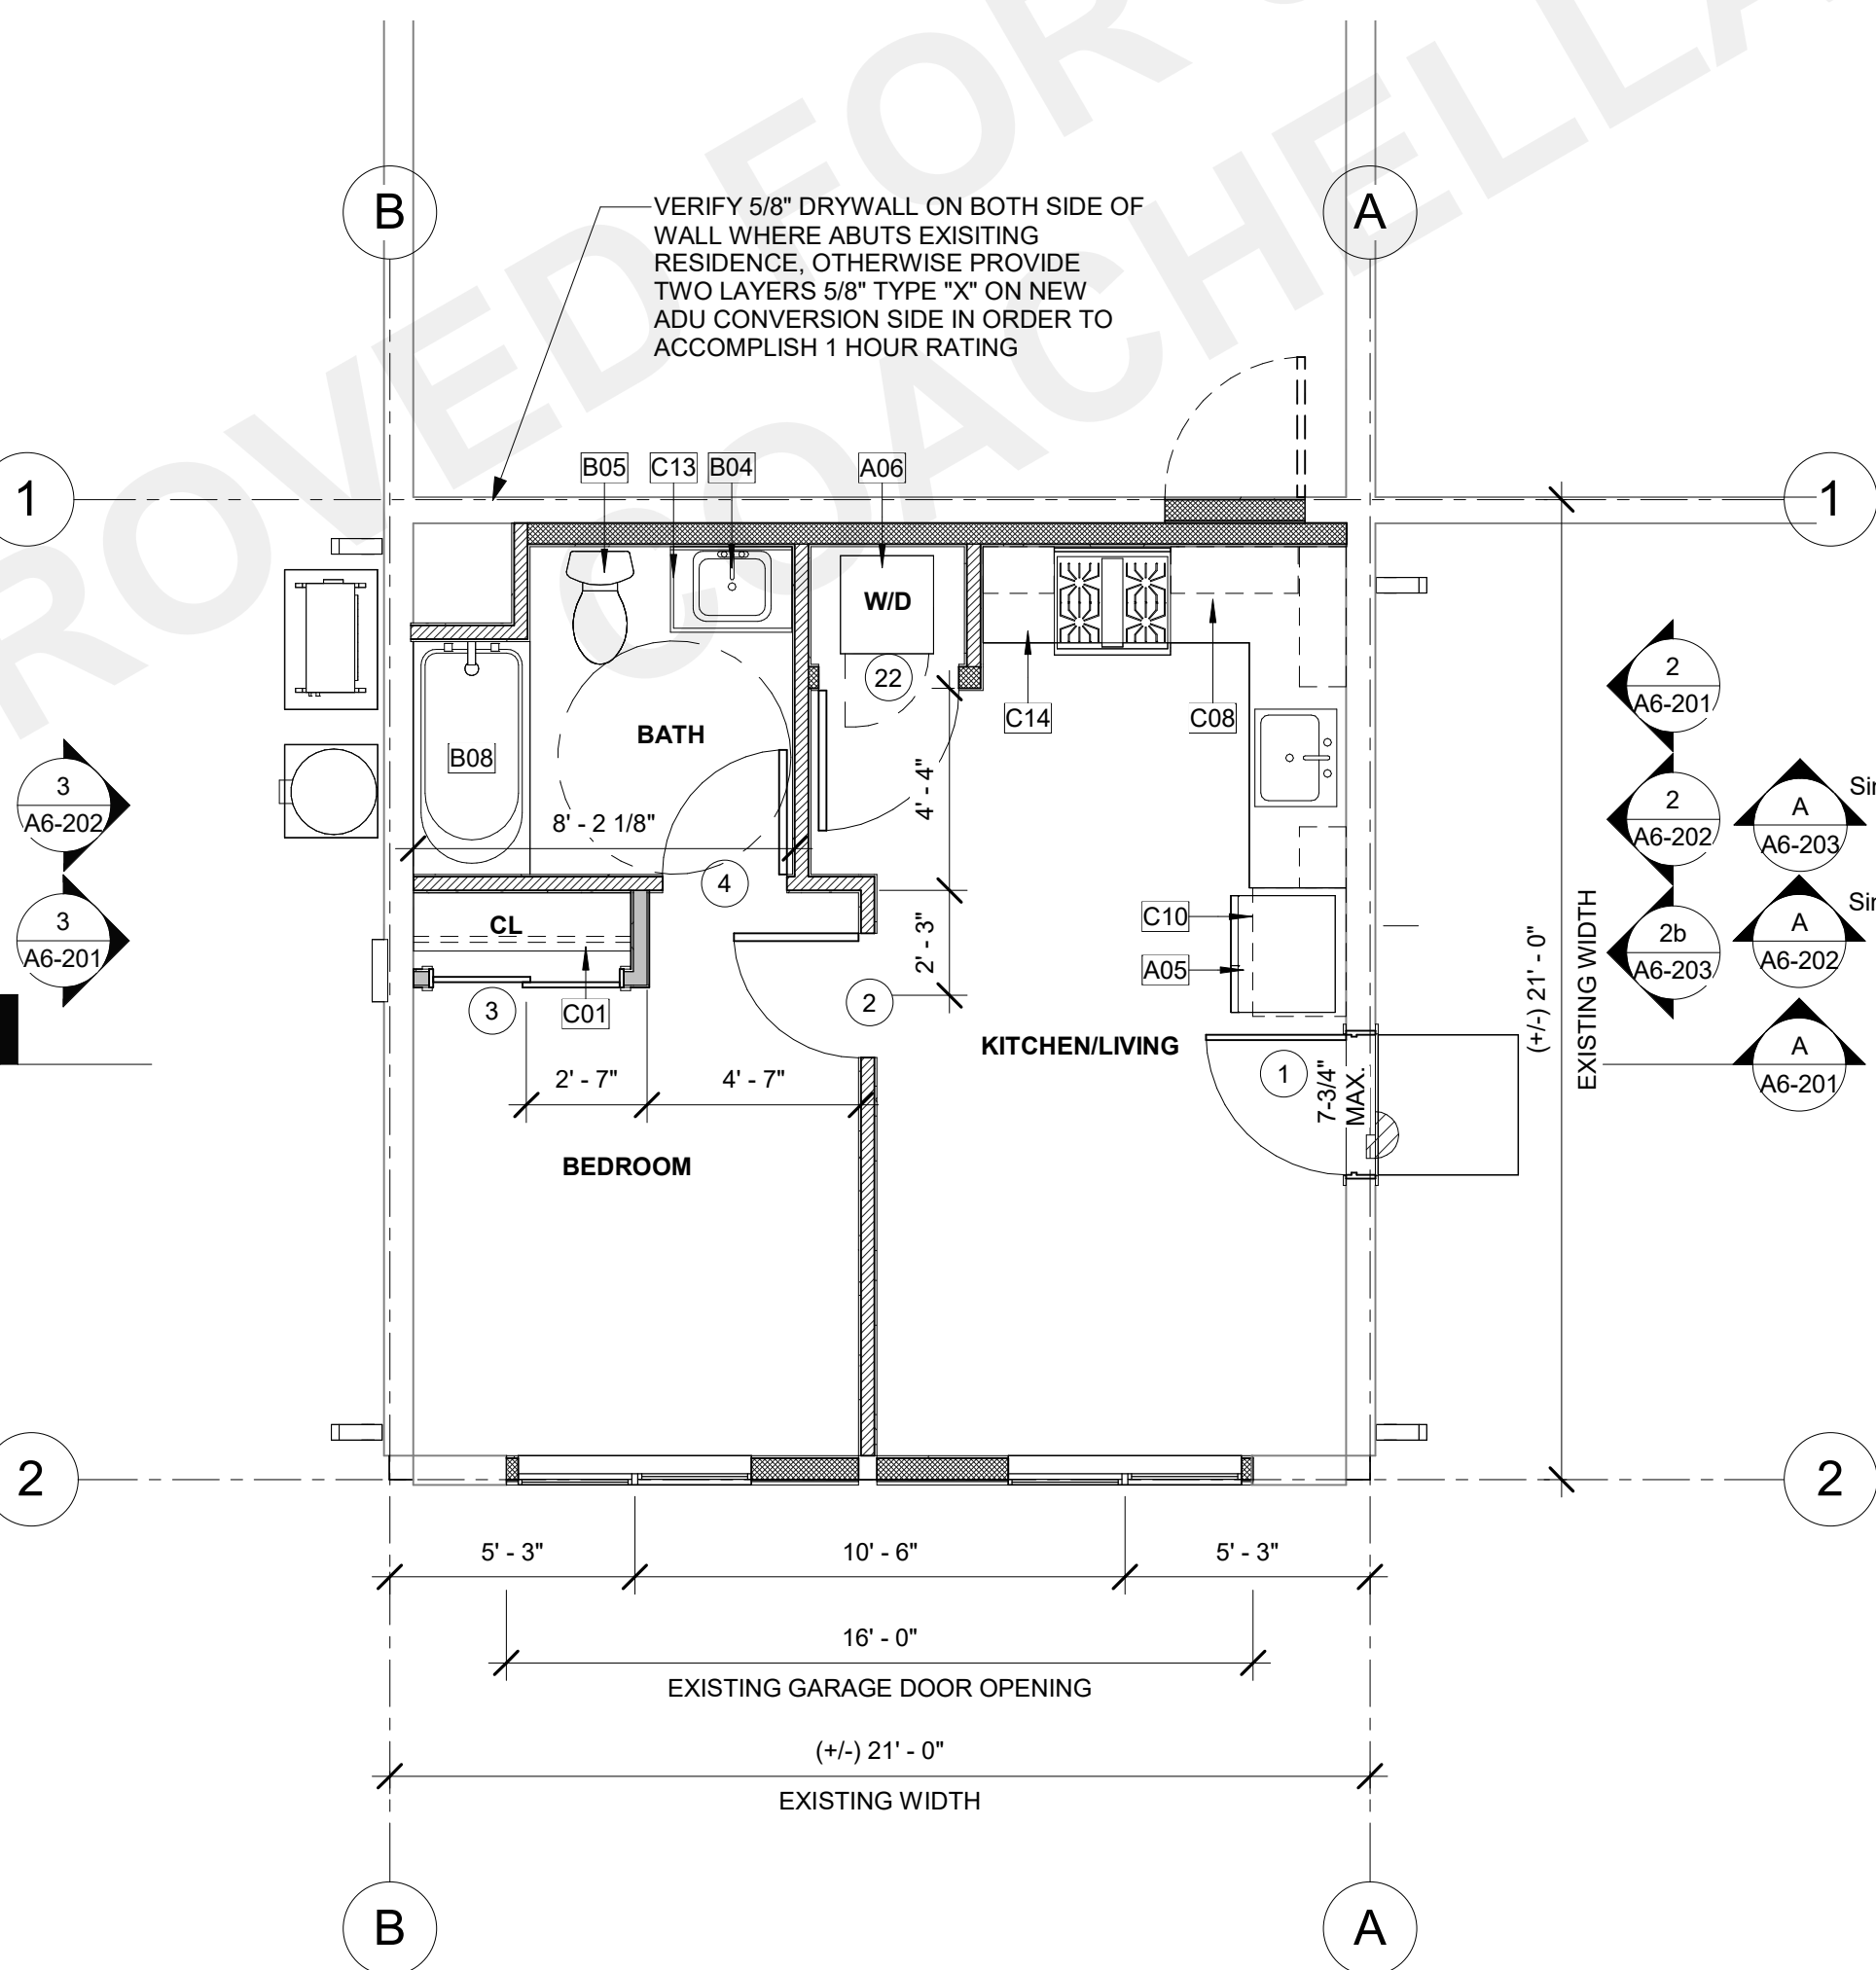 APPROVED FOR
COACHELLA
B
A
VERIFY 5/8" DRYWALL ON BOTH SIDE OF
WALL WHERE ABUTS EXISITING
RESIDENCE, OTHERWISE PROVIDE
TWO LAYERS 5/8" TYPE "X" ON NEW
ADU CONVERSION SIDE IN ORDER TO
ACCOMPLISH 1 HOUR RATING
1
B05
C13
B04
A06
1
W/D
22
C14
C08
BATH
B08
4' - 4"
8' - 2 1/8"
4
CL
C01
3
2' - 3"
2
C10
A05
KITCHEN/LIVING
1
7-3/4"
MAX.
2' - 7"
4' - 7"
BEDROOM
3
A6-202
3
A6-201
2
A6-201
2
A6-202
A
A6-203
2b
A6-203
A
A6-202
A
A6-201
(+/-) 21' - 0"
EXISTING WIDTH
2
2
5' - 3"
10' - 6"
5' - 3"
16' - 0"
EXISTING GARAGE DOOR OPENING
(+/-) 21' - 0"
EXISTING WIDTH
B
A